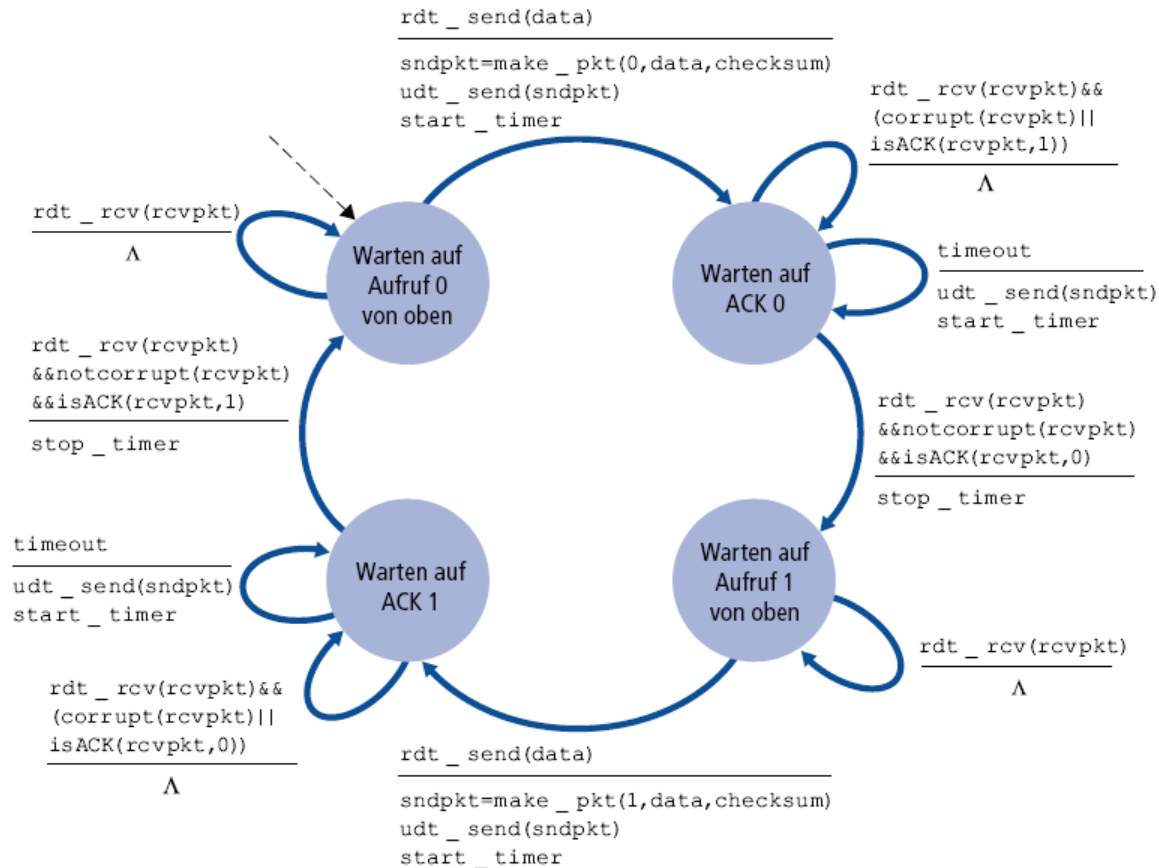 rdt _ send(data)
sndpkt=make _ pkt(0,data,checksum)
udt _ send(sndpkt)
start _ timer
rdt _ rcv(rcvpkt)&&
(corrupt(rcvpkt)||
isACK(rcvpkt,1))
Λ
rdt _ rcv(rcvpkt)
Λ
Warten auf
Aufruf 0
von oben
Warten auf
ACK 0
timeout
udt _ send(sndpkt)
start _ timer
rdt _ rcv(rcvpkt)
&&notcorrupt(rcvpkt)
&&isACK(rcvpkt,1)
stop _ timer
rdt _ rcv(rcvpkt)
&&notcorrupt(rcvpkt)
&&isACK(rcvpkt,0)
stop _ timer
timeout
udt _ send(sndpkt)
start _ timer
Warten auf
ACK 1
Warten auf
Aufruf 1
von oben
rdt _ rcv(rcvpkt)
Λ
rdt _ rcv(rcvpkt)&&
(corrupt(rcvpkt)||
isACK(rcvpkt,0))
Λ
rdt _ send(data)
sndpkt=make _ pkt(1,data,checksum)
udt _ send(sndpkt)
start _ timer